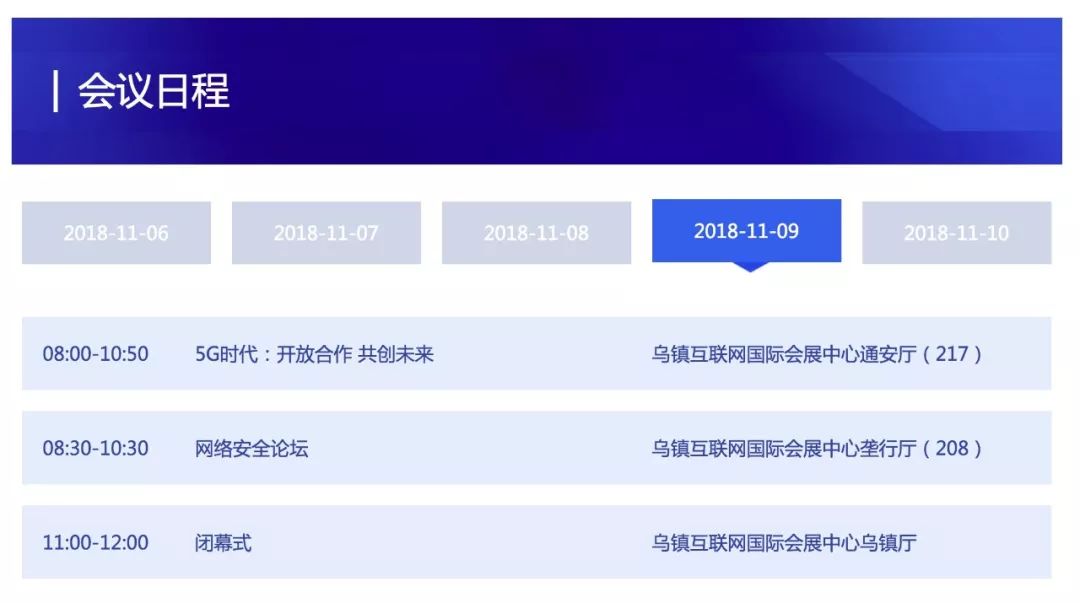 会议日程
2018-11-06 2018-11-07 2018-11-08 2018-11-09 2018-11-10
08:00-10:50 5G时代：开放合作 共创未来 乌镇互联网国际会展中心通安厅（217）
08:30-10:30 网络安全论坛 乌镇互联网国际会展中心垄行厅（208）
11:00-12:00 闭幕式 乌镇互联网国际会展中心乌镇厅